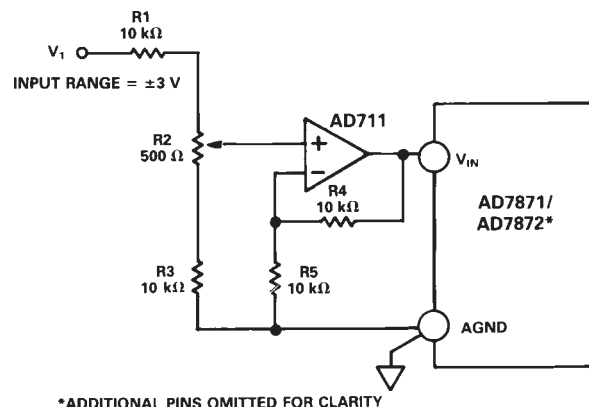 R1
10 kΩ
V₁
INPUT RANGE = ±3 V
AD711
R2
500 Ω
+
−
VIN
R4
10 kΩ
AD7871/
AD7872*
R3
10 kΩ
R5
10 kΩ
AGND
*ADDITIONAL PINS OMITTED FOR CLARITY